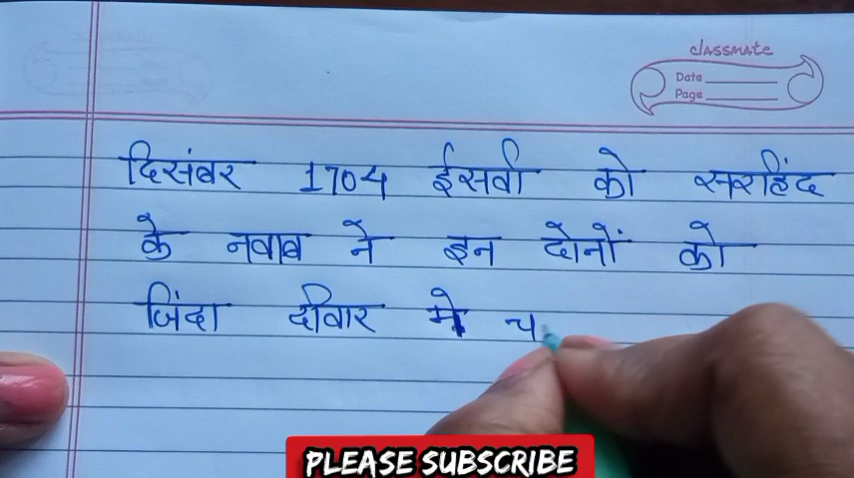 classmate
Date
Page
दिसंबर 1704 ईसवी को सरहिंद
के नवाब ने इन दोनों को
जिंदा दीवार मे च
PLEASE SUBSCRIBE